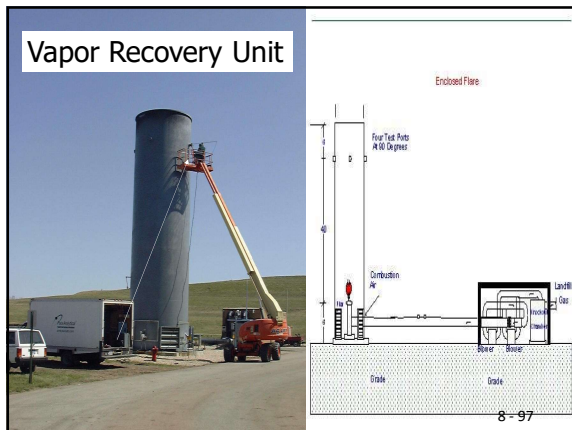 Vapor Recovery Unit
Enclosed Flare
Four Test Ports
At 90 Degrees
40
Combustion
Air
Landfill
Gas
Blower
Blower
Grade
Grade
8 - 97